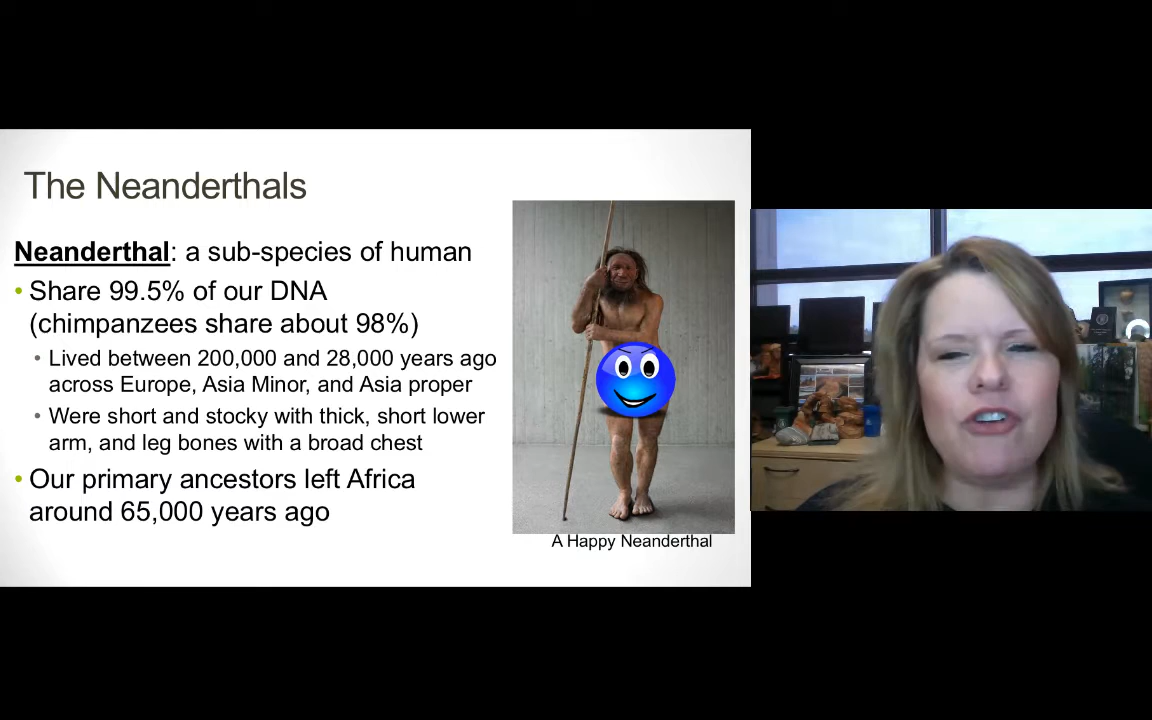 The Neanderthals
Neanderthal: a sub-species of human
• Share 99.5% of our DNA
(chimpanzees share about 98%)
• Lived between 200,000 and 28,000 years ago
across Europe, Asia Minor, and Asia proper
• Were short and stocky with thick, short lower
arm, and leg bones with a broad chest
• Our primary ancestors left Africa
around 65,000 years ago
A Happy Neanderthal